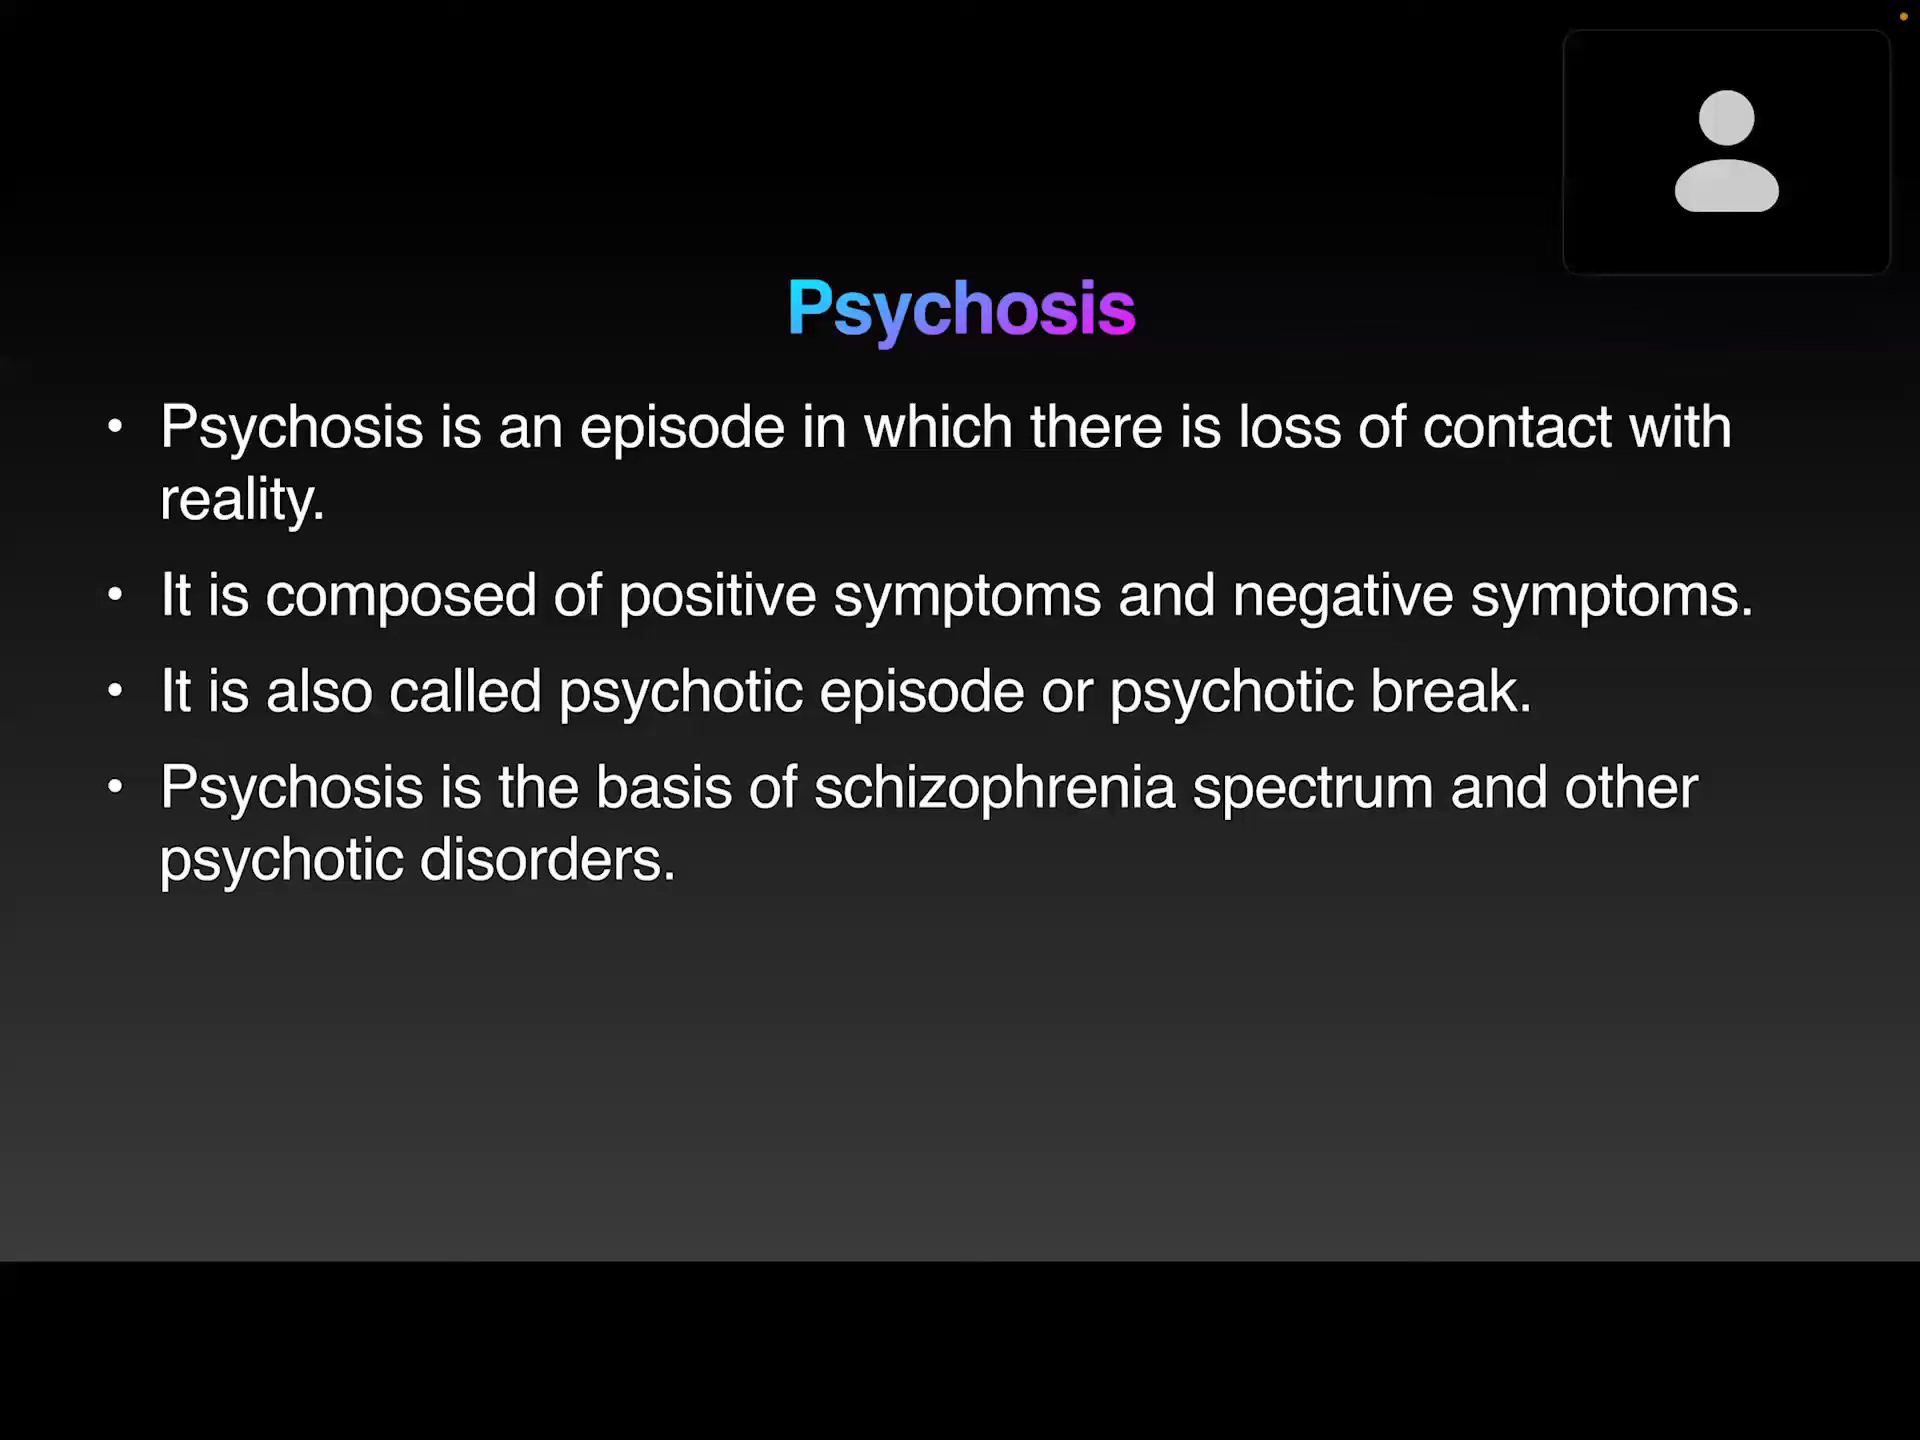 Psychosis
• Psychosis is an episode in which there is loss of contact with
reality.
• It is composed of positive symptoms and negative symptoms.
• It is also called psychotic episode or psychotic break.
• Psychosis is the basis of schizophrenia spectrum and other
psychotic disorders.